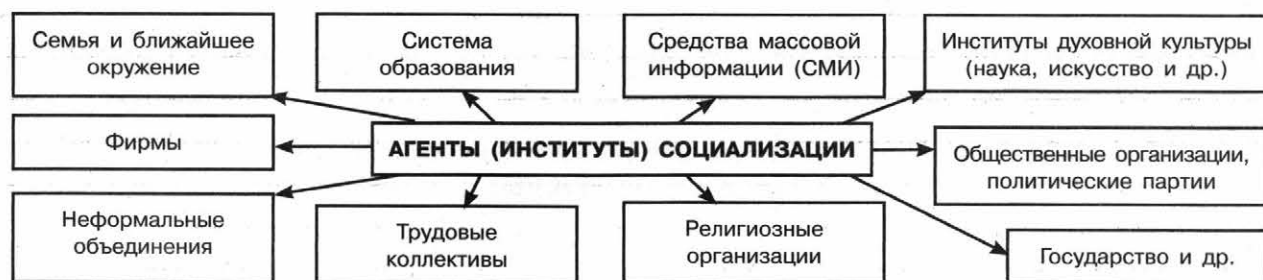 Семья и ближайшее
окружение
Система
образования
Средства массовой
информации (СМИ)
Институты духовной культуры
(наука, искусство и др.)
Фирмы
АГЕНТЫ (ИНСТИТУТЫ) СОЦИАЛИЗАЦИИ
Общественные организации,
политические партии
Неформальные
объединения
Трудовые
коллективы
Религиозные
организации
Государство и др.